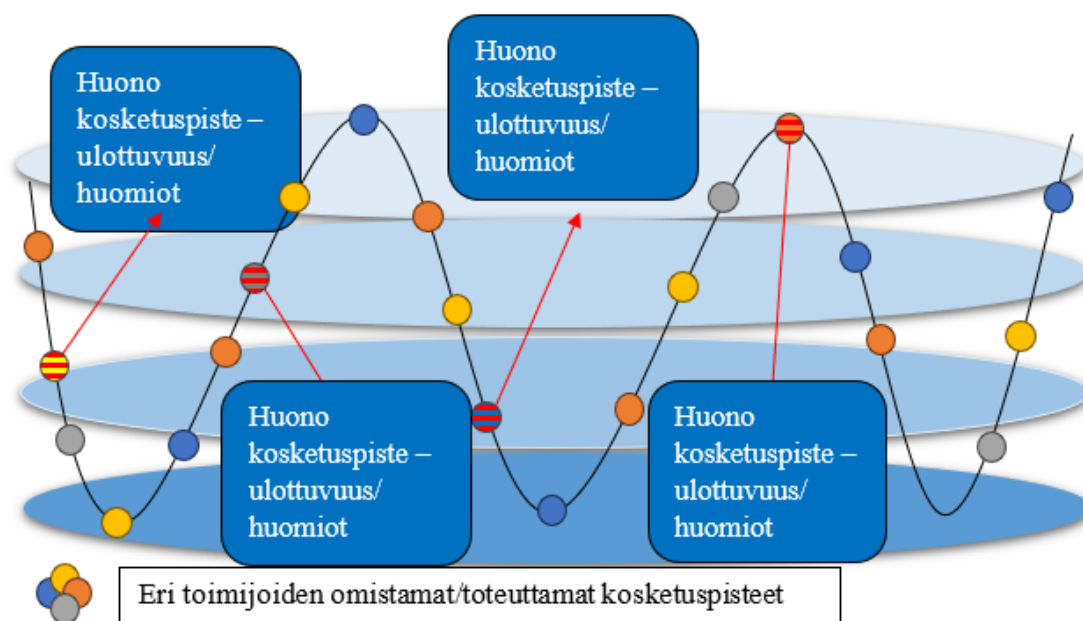 Huono
kosketuspiste –
ulottuvuus/
huomiot
Huono
kosketuspiste –
ulottuvuus/
huomiot
Huono
kosketuspiste –
ulottuvuus/
huomiot
Huono
kosketuspiste –
ulottuvuus/
huomiot
Eri toimijoiden omistamat/toteuttamat kosketuspisteet